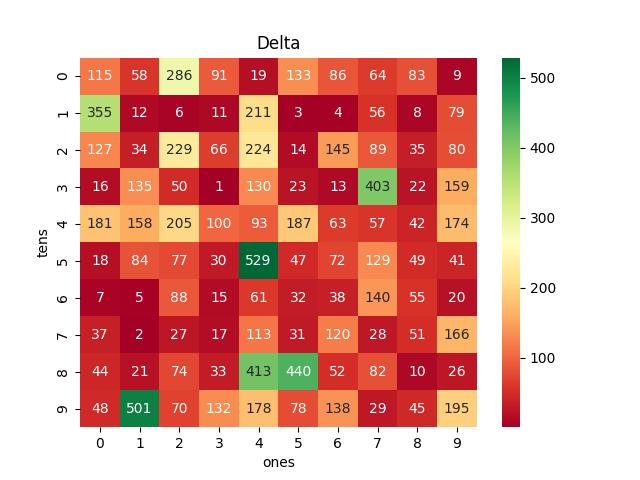 Delta
0 115 58 286 91 19 133 86 64 83 9
1 355 12 6 11 211 3 4 56 8 79
2 127 34 229 66 224 14 145 89 35 80
3 16 135 50 1 130 23 13 403 22 159
4 181 158 205 100 93 187 63 57 42 174
5 18 84 77 30 529 47 72 129 49 41
6 7 5 88 15 61 32 38 140 55 20
7 37 2 27 17 113 31 120 28 51 166
8 44 21 74 33 413 440 52 82 10 26
9 48 501 70 132 178 78 138 29 45 195
0 1 2 3 4 5 6 7 8 9
ones
tens
500
400
300
200
100